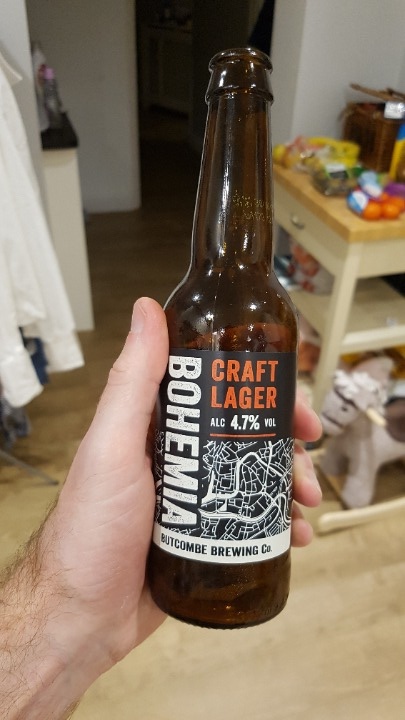 BOHEMIA
CRAFT
LAGER
ALC 4.7% VOL
BUTCOMBE BREWING Co.